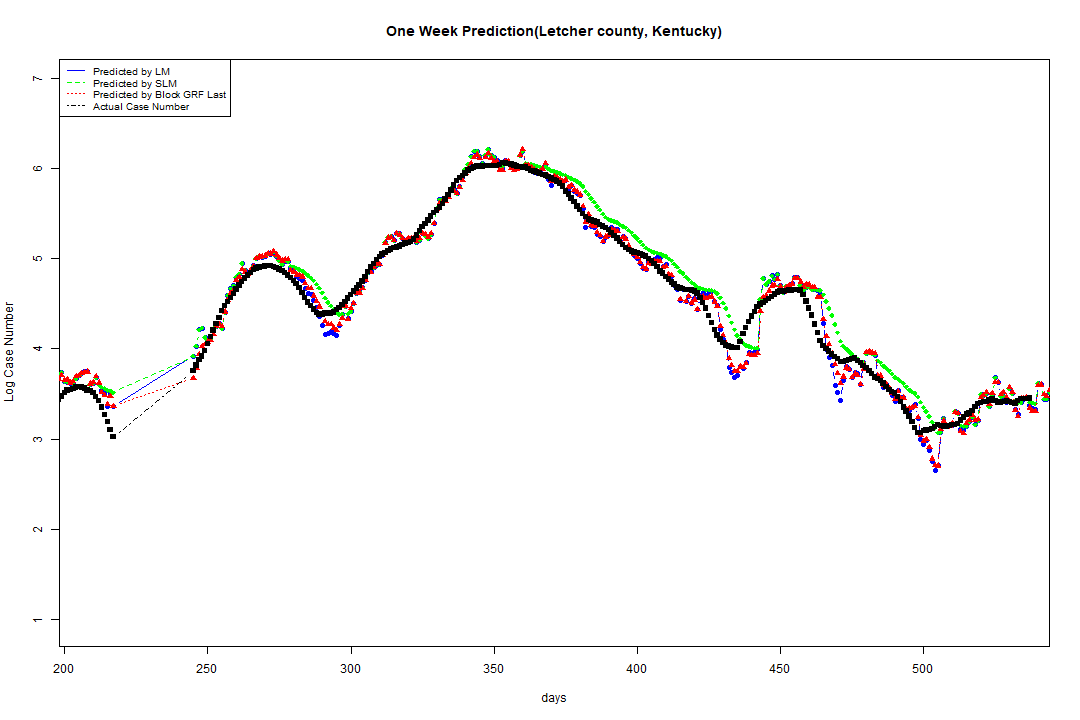 One Week Prediction(Letcher county, Kentucky)
Predicted by LM
Predicted by SLM
Predicted by Block GRF Last
Actual Case Number
7
6
5
4
3
2
1
Log Case Number
200 250 300 350 400 450 500
days